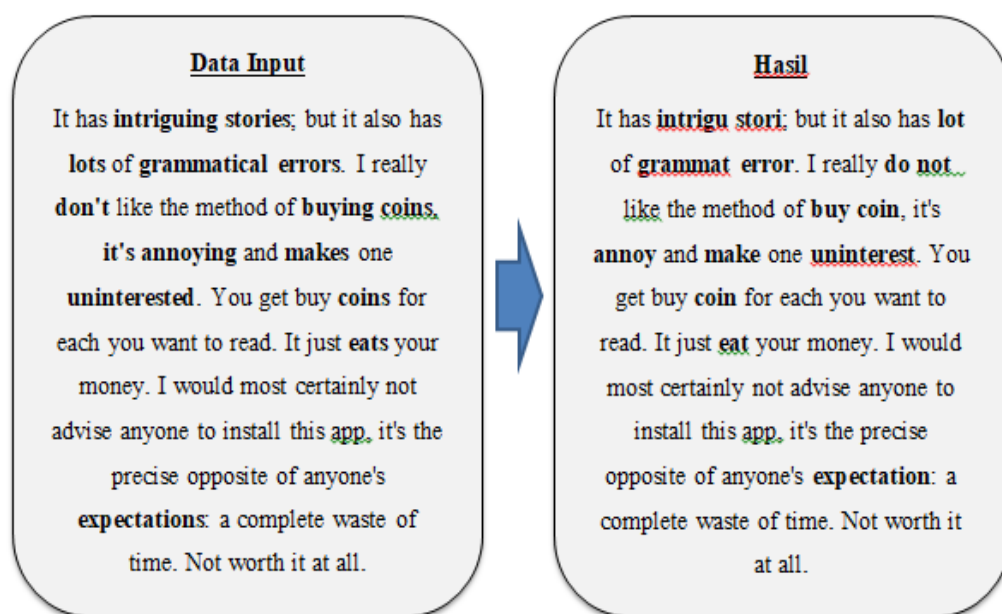 Data Input
It has intriguing stories; but it also has
lots of grammatical errors. I really
don't like the method of buying coins,
it's annoying and makes one
uninterested. You get buy coins for
each you want to read. It just eats your
money. I would most certainly not
advise anyone to install this app, it's the
precise opposite of anyone's
expectations: a complete waste of
time. Not worth it at all.
Hasil
It has intrigu stori; but it also has lot
of grammat error. I really do not
like the method of buy coin, it's
annoy and make one uninterest. You
get buy coin for each you want to
read. It just eat your money. I would
most certainly not advise anyone to
install this app, it's the precise
opposite of anyone's expectation: a
complete waste of time. Not worth it
at all.